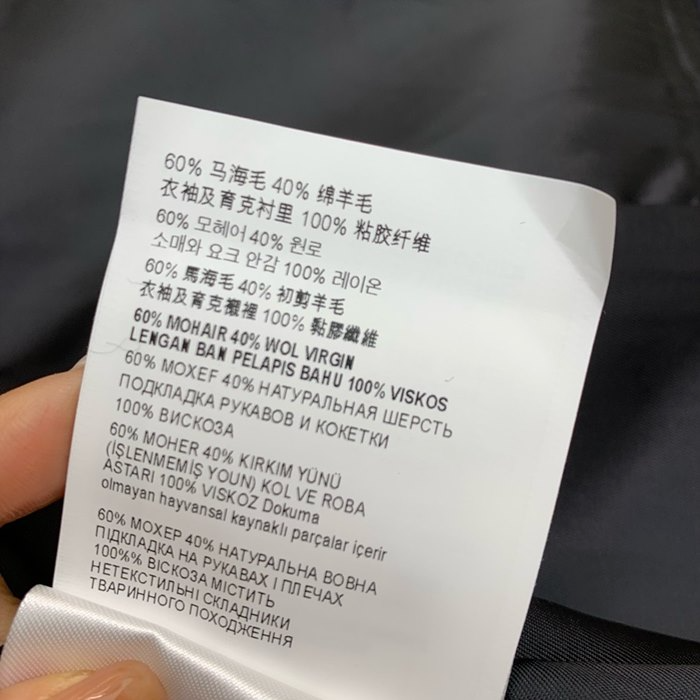 60% 马海毛 40% 绵羊毛
衣袖及育克衬里 100% 粘胶纤维
60% 모헤어 40% 원로
소매와 요크 안감 100% 레이온
60% 馬海毛 40% 初剪羊毛
衣袖及育克襯裡 100% 黏膠纖維
60% MOHAIR 40% WOL VIRGIN
LENGAN BAN PELAPIS BAHU 100% VISKOS
60% МОХЕF 40% НАТУРАЛЬНАЯ ШЕРСТЬ
ПОДКЛАДКА РУКАВОВ И КОКЕТКИ
100% ВИСКОЗА
60% MOHER 40% KIRKIM YÜNÜ
(İŞLENMEMİŞ YOUN) KOL VE ROBA
ASTARI 100% VISKOZ Dokuma
olmayan hayvansal kaynaklı parçalar içerir
60% МОХЕР 40% НАТУРАЛЬНА ВОВНА
ПІДКЛАДКА НА РУКАВАХ І ПЛЕЧАХ
100%% ВІСКОЗА МІСТИТЬ
НЕТЕКСТИЛЬНІ СКЛАДНИКИ
ТВАРИННОГО ПОХОДЖЕННЯ